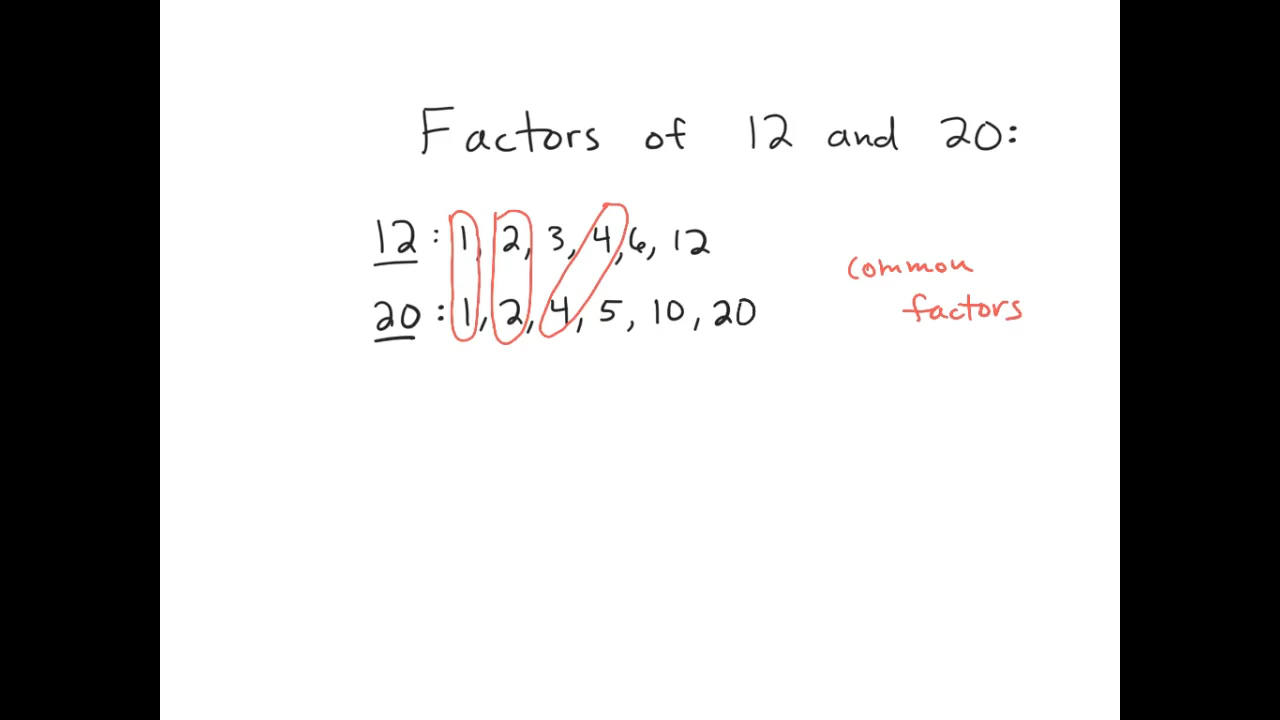 Factors of 12 and 20:
12 : 1, 2, 3, 4, 6, 12
20 : 1, 2, 4, 5, 10, 20
common
factors